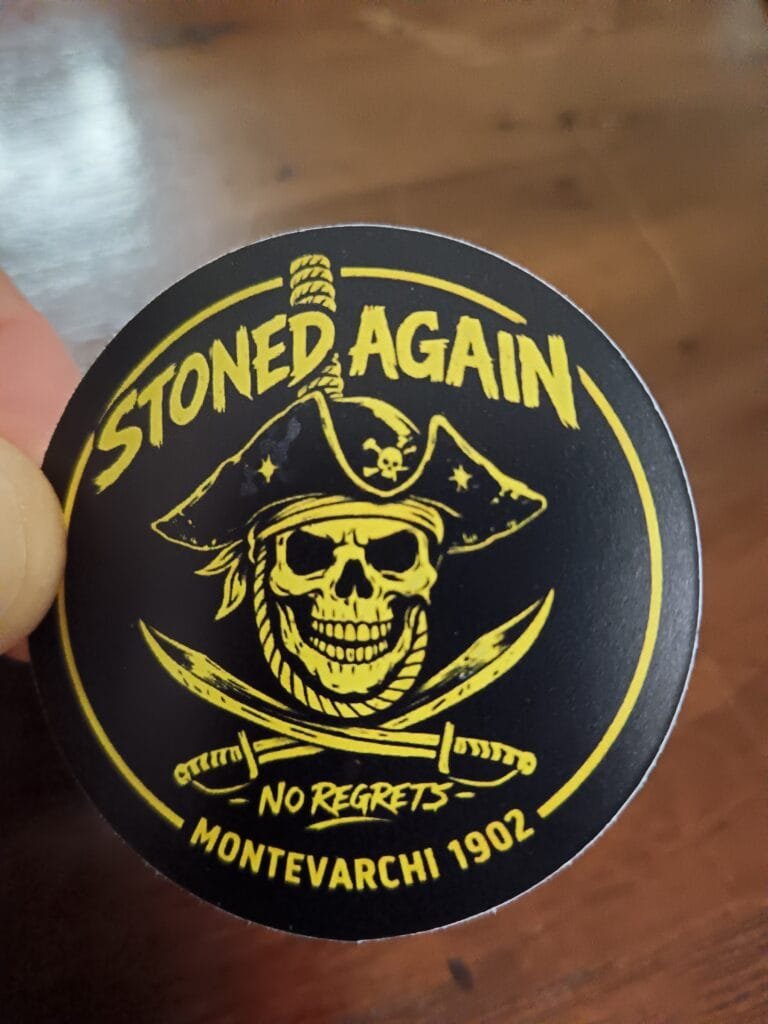 STONED AGAIN
- NO REGRETS -
MONTEVARCHI 1902